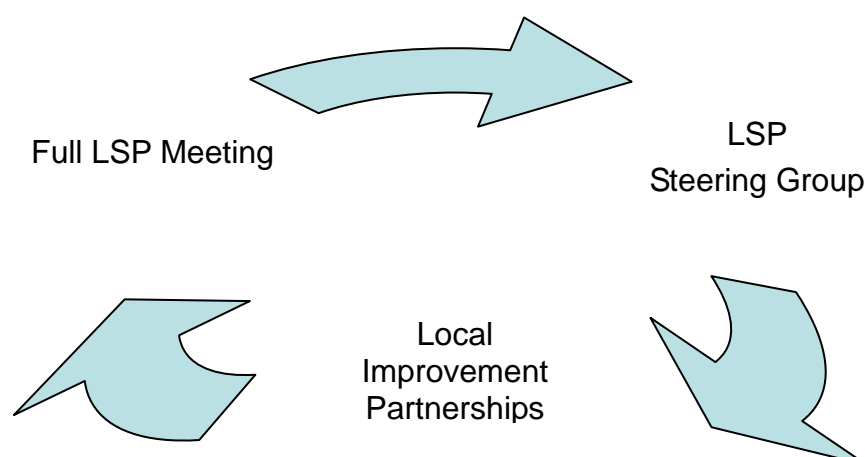 Full LSP Meeting
LSP
Steering Group
Local
Improvement
Partnerships